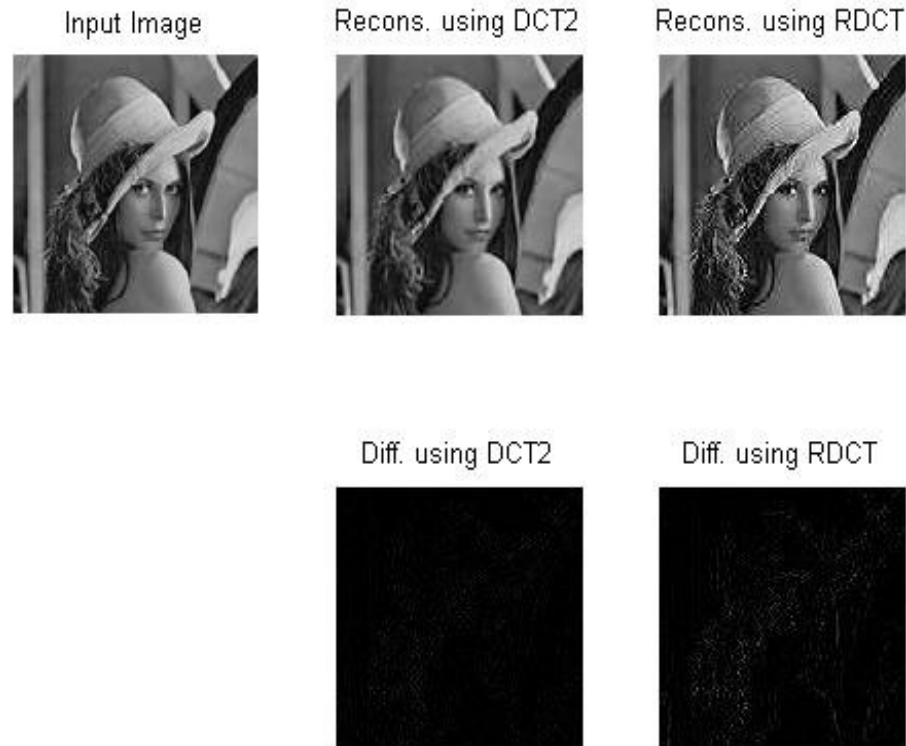 Input Image
Recons. using DCT2
Recons. using RDCT
Diff. using DCT2
Diff. using RDCT